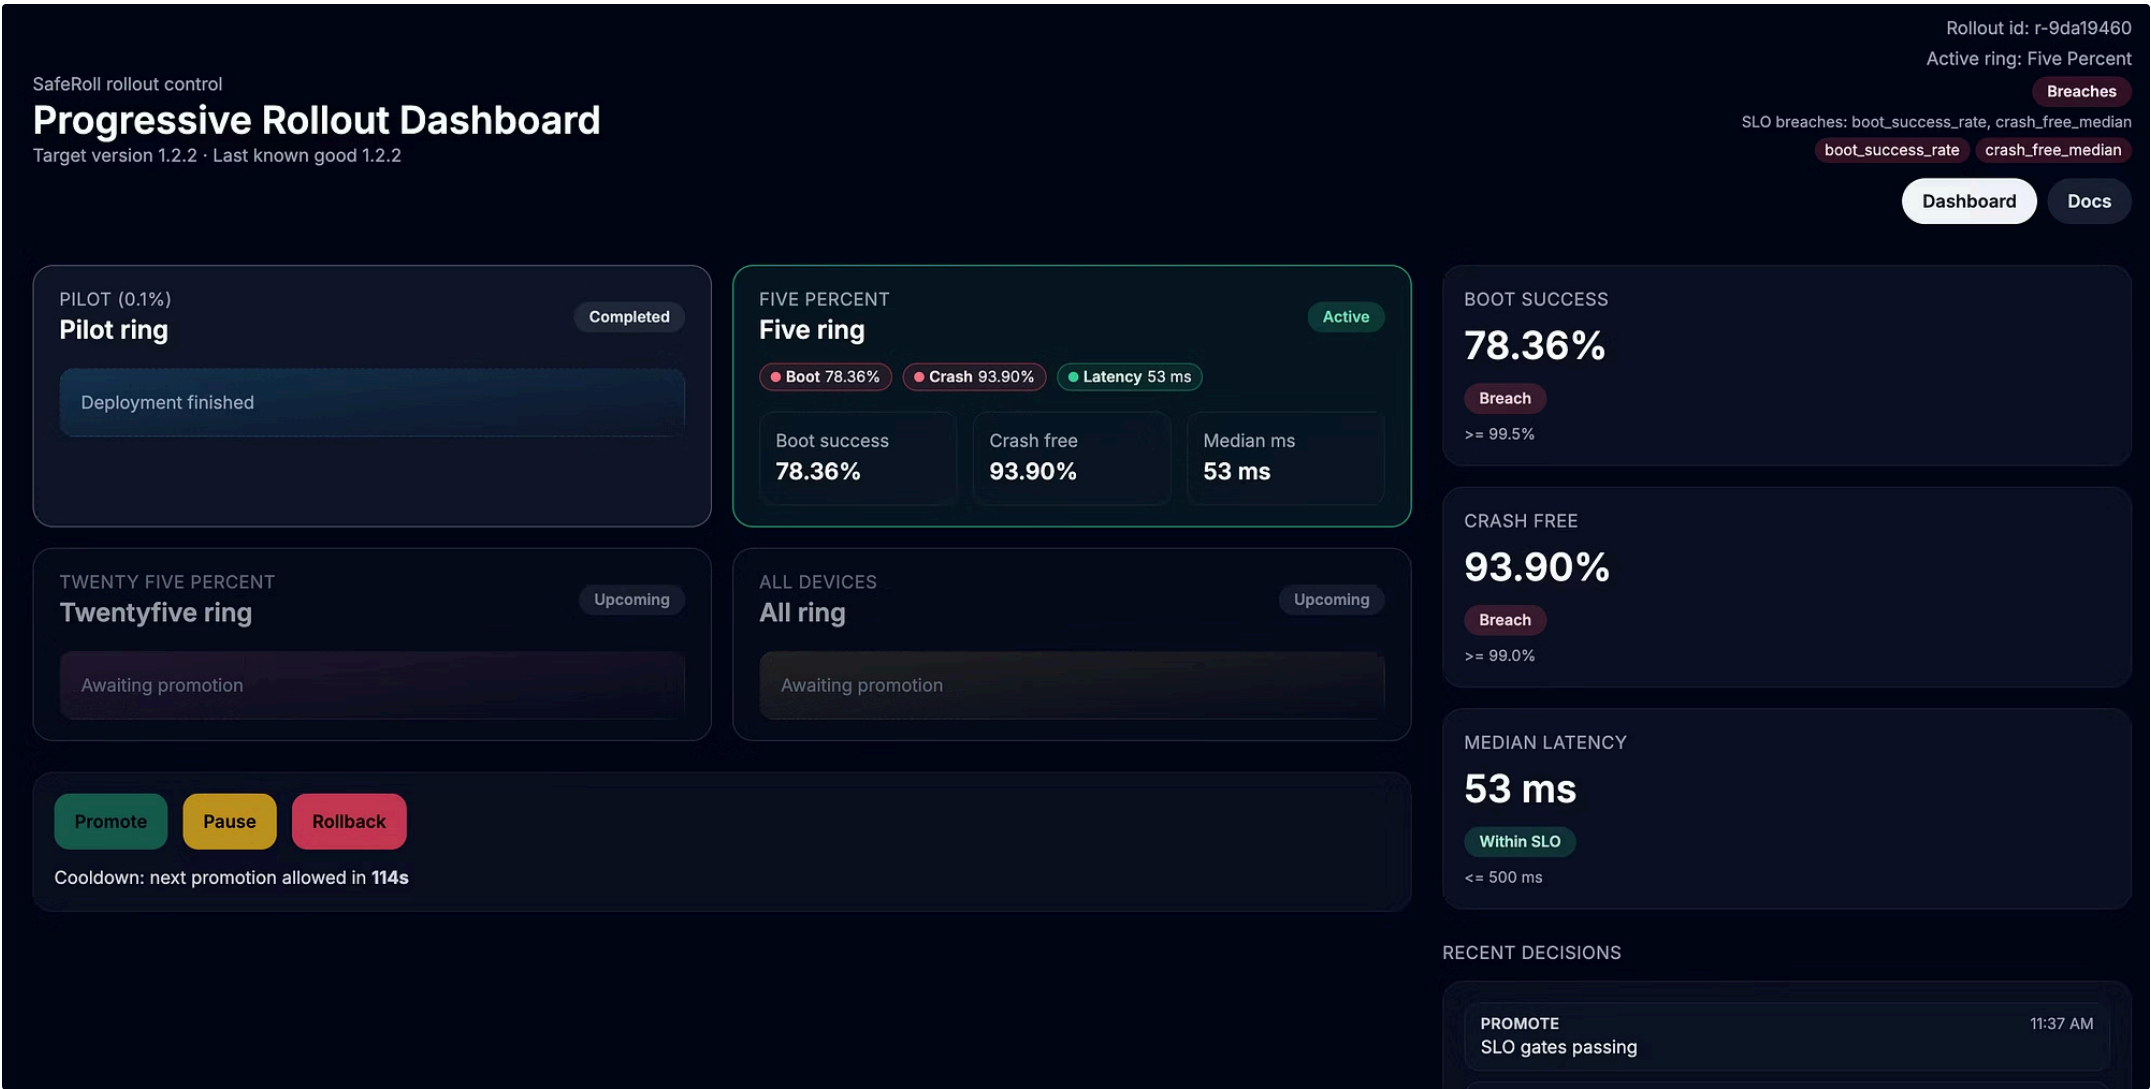 Rollout id: r-9da19460
Active ring: Five Percent
Breaches
SLO breaches: boot_success_rate, crash_free_median
boot_success_rate crash_free_median
Dashboard Docs
SafeRoll rollout control
Progressive Rollout Dashboard
Target version 1.2.2 · Last known good 1.2.2
PILOT (0.1%)
Pilot ring
Completed
Deployment finished
FIVE PERCENT
Five ring
Active
Boot 78.36% Crash 93.90% Latency 53 ms
Boot success
78.36%
Crash free
93.90%
Median ms
53 ms
TWENTY FIVE PERCENT
Twentyfive ring
Upcoming
Awaiting promotion
ALL DEVICES
All ring
Upcoming
Awaiting promotion
Promote Pause Rollback
Cooldown: next promotion allowed in 114s
BOOT SUCCESS
78.36%
Breach
>= 99.5%
CRASH FREE
93.90%
Breach
>= 99.0%
MEDIAN LATENCY
53 ms
Within SLO
<= 500 ms
RECENT DECISIONS
PROMOTE 11:37 AM
SLO gates passing